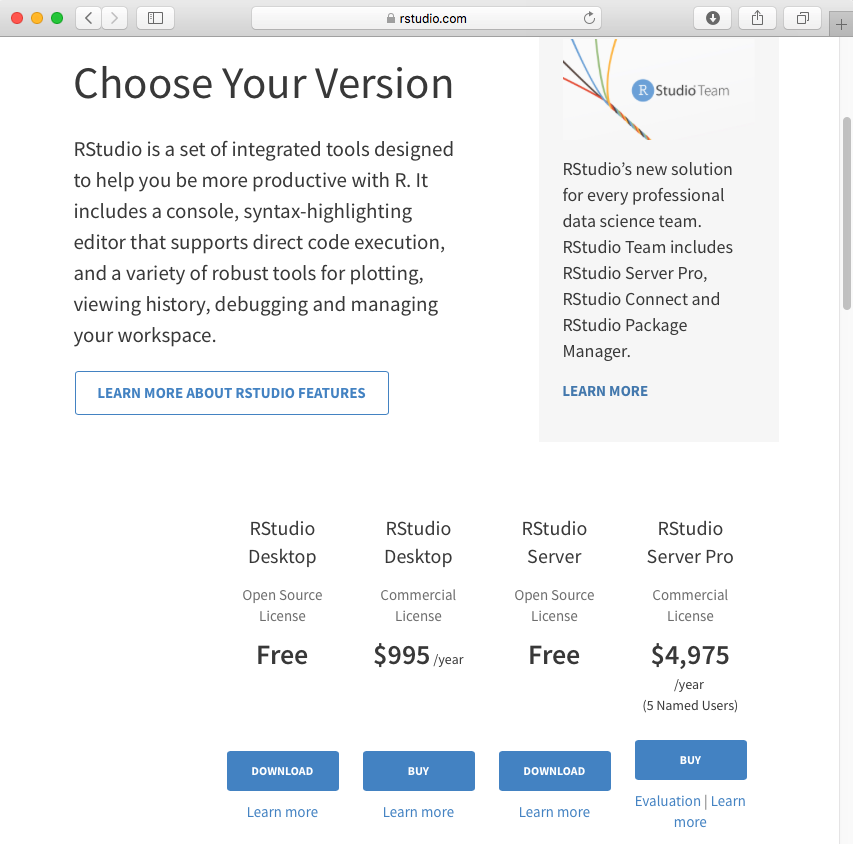 rstudio.com
Choose Your Version
RStudio is a set of integrated tools designed
to help you be more productive with R. It
includes a console, syntax-highlighting
editor that supports direct code execution,
and a variety of robust tools for plotting,
viewing history, debugging and managing
your workspace.
LEARN MORE ABOUT RSTUDIO FEATURES
R Studio Team
RStudio’s new solution
for every professional
data science team.
RStudio Team includes
RStudio Server Pro,
RStudio Connect and
RStudio Package
Manager.
LEARN MORE
RStudio
Desktop
Open Source
License
Free
DOWNLOAD
Learn more
RStudio
Desktop
Commercial
License
$995 /year
BUY
Learn more
RStudio
Server
Open Source
License
Free
DOWNLOAD
Learn more
RStudio
Server Pro
Commercial
License
$4,975
/year
(5 Named Users)
BUY
Evaluation | Learn
more